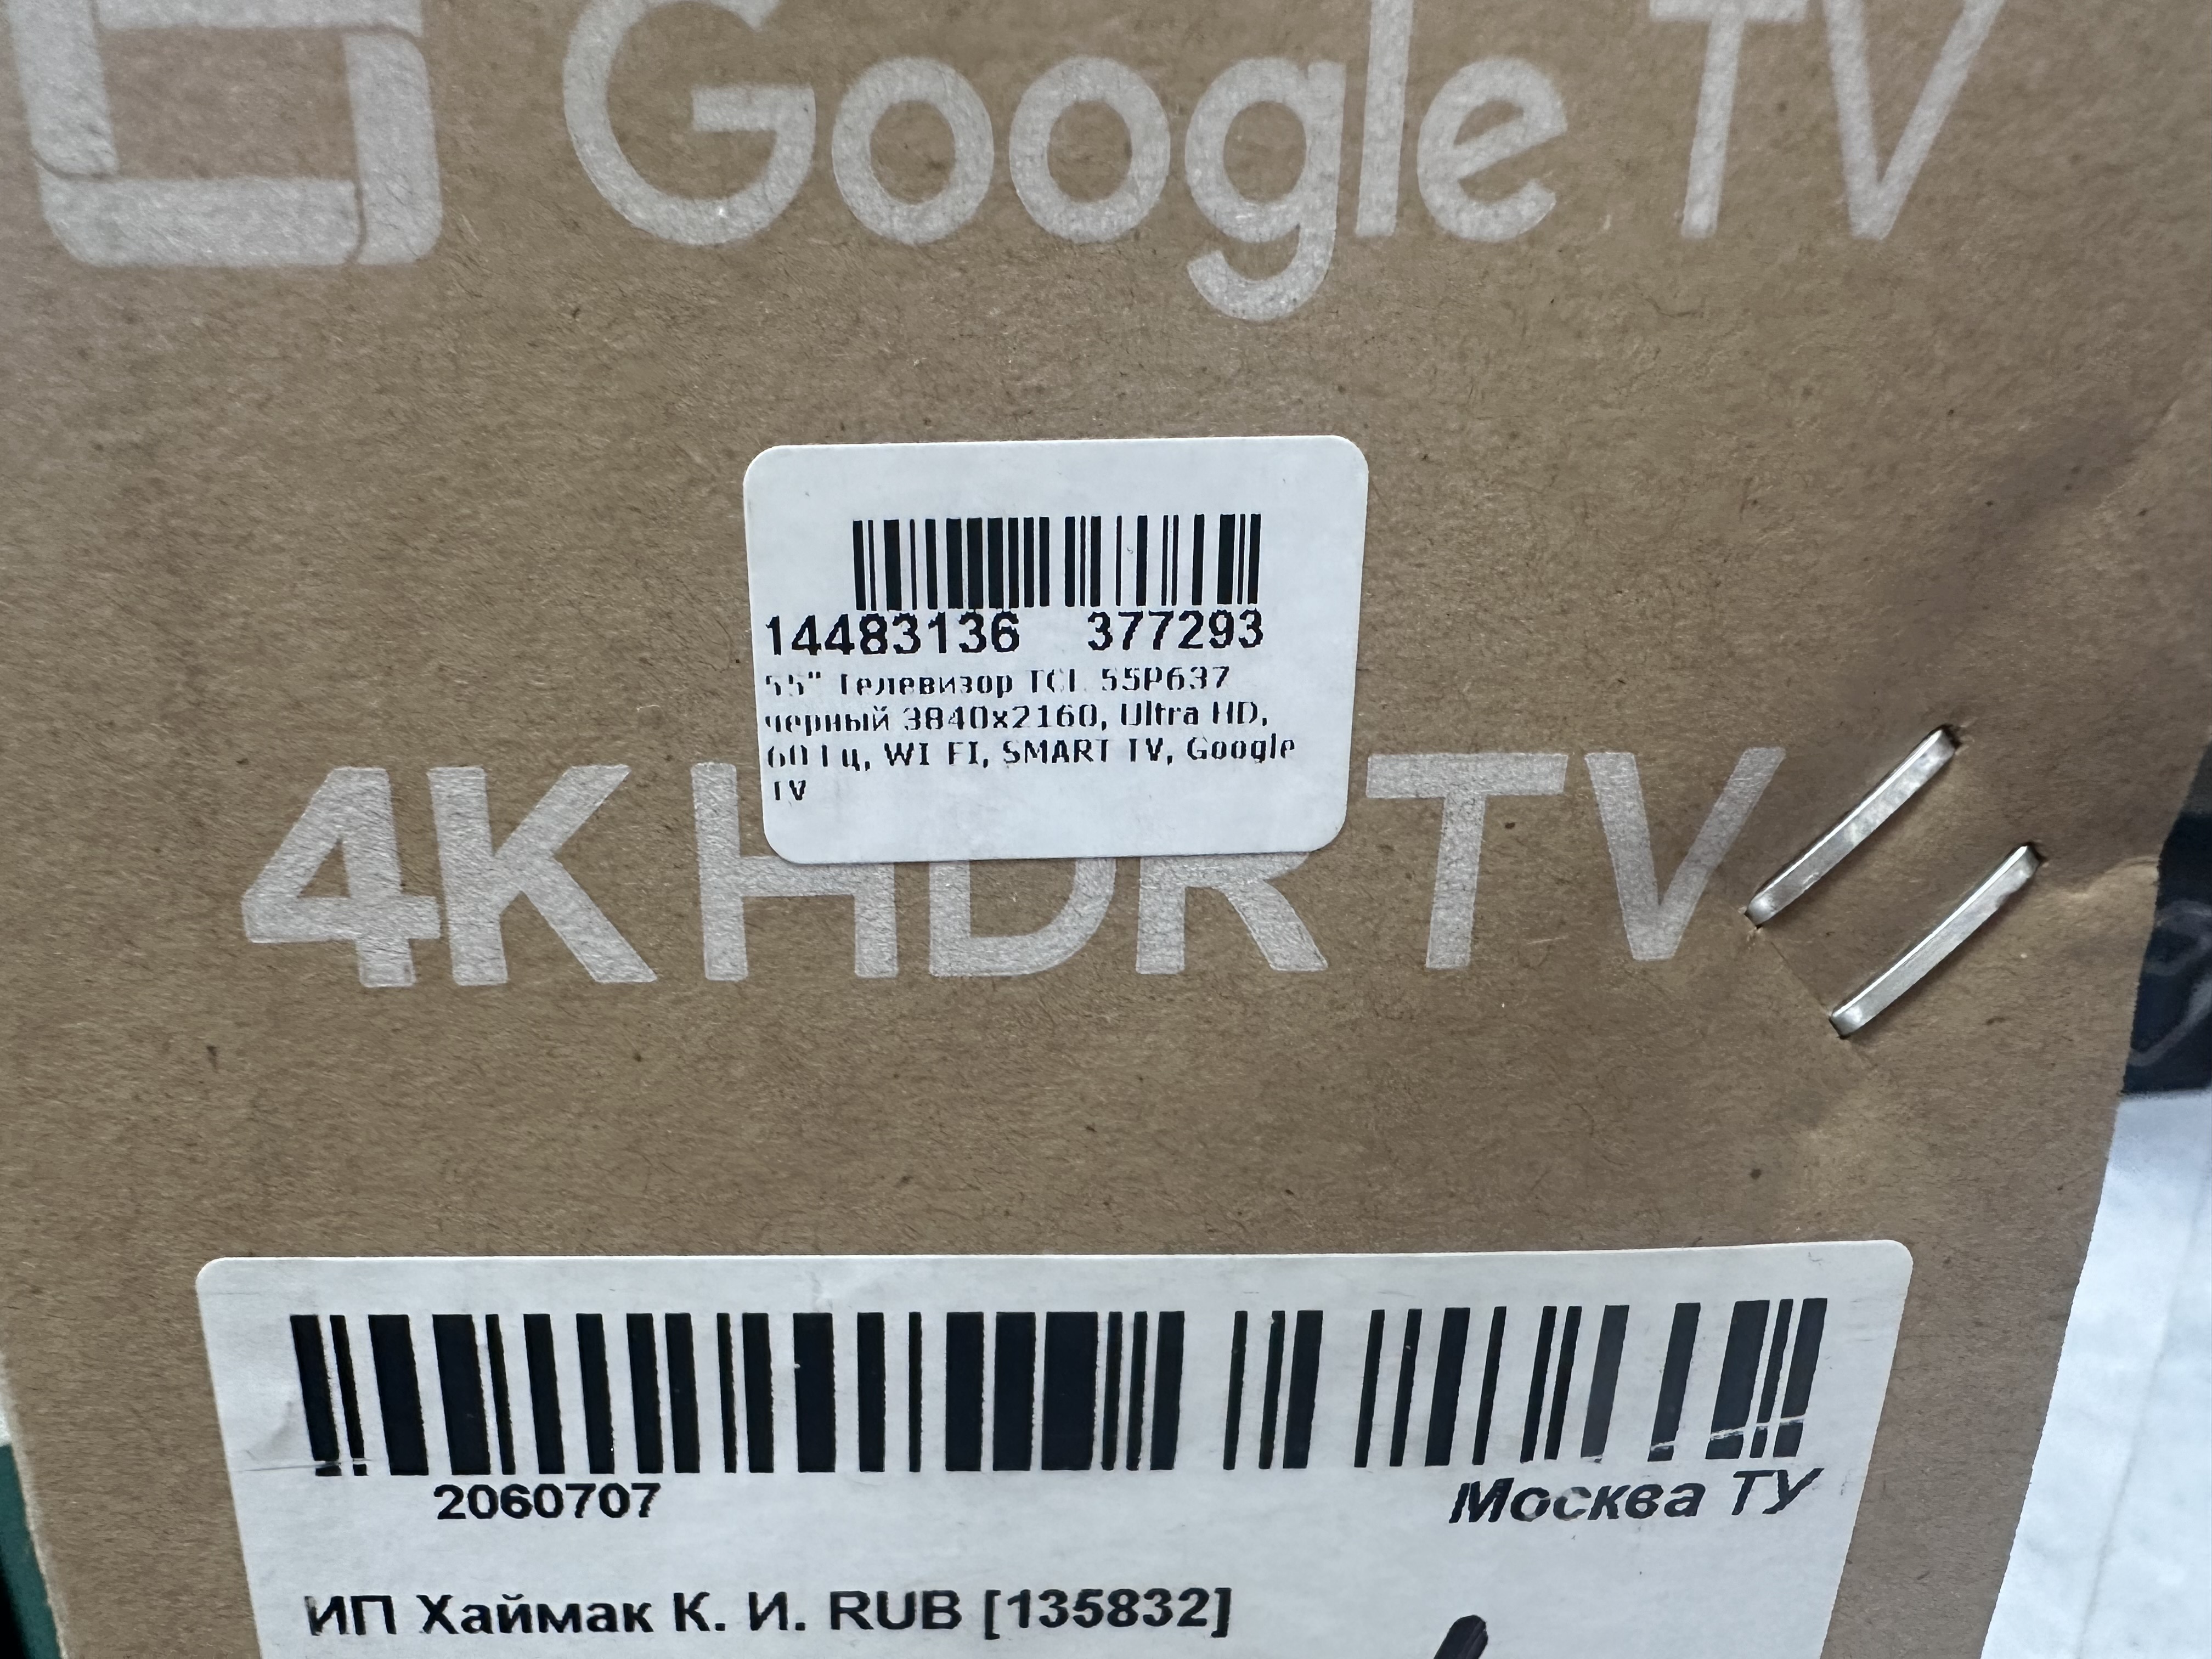 Google TV
14483136 377293
55" Телевизор TCL 55P637
черный 3840x2160, Ultra HD,
60 Гц, WI FI, SMART TV, Google
TV
4K HDR TV
2060707 Москва ТУ
ИП Хаймак К. И. RUB [135832]